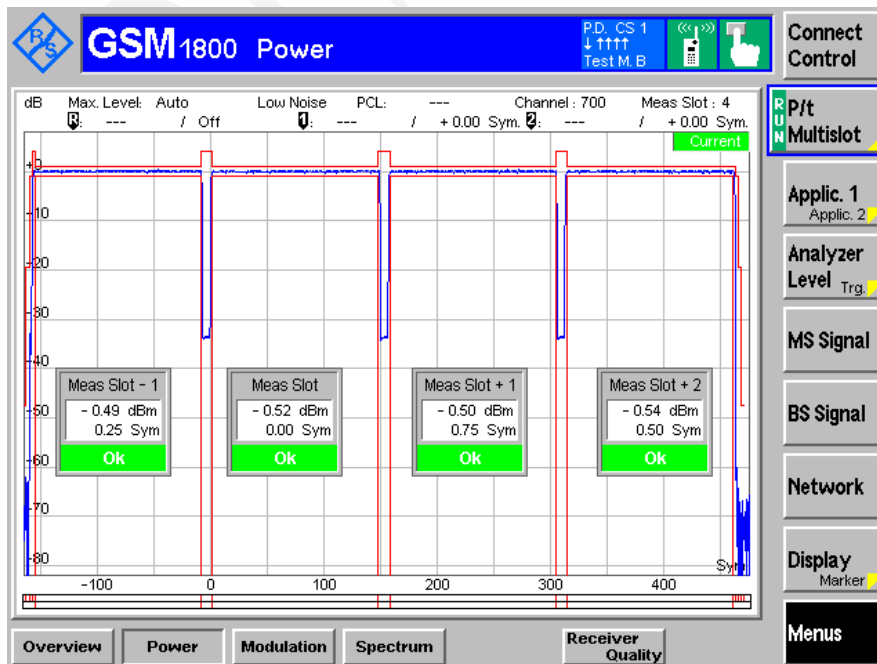 R/S
GSM 1800 Power
P.D. CS 1
↓ ↑↑↑↑
Test M. B
dB Max. Level: Auto Low Noise PCL: --- Channel : 700 Meas Slot : 4
R: --- / Off 1: --- / + 0.00 Sym. 2: --- / + 0.00 Sym.
Current
+0
-10
-20
-30
-40
-50
-60
-70
-80
Meas Slot - 1
- 0.49 dBm
0.25 Sym
Ok
Meas Slot
- 0.52 dBm
0.00 Sym
Ok
Meas Slot + 1
- 0.50 dBm
0.75 Sym
Ok
Meas Slot + 2
- 0.54 dBm
0.50 Sym
Ok
-100 0 100 200 300 400
Connect
Control
RUN
P/t
Multislot
Applic. 1
Applic. 2
Analyzer
Level Trg.
MS Signal
BS Signal
Network
Display
Marker
Menus
Overview Power Modulation Spectrum Receiver
Quality